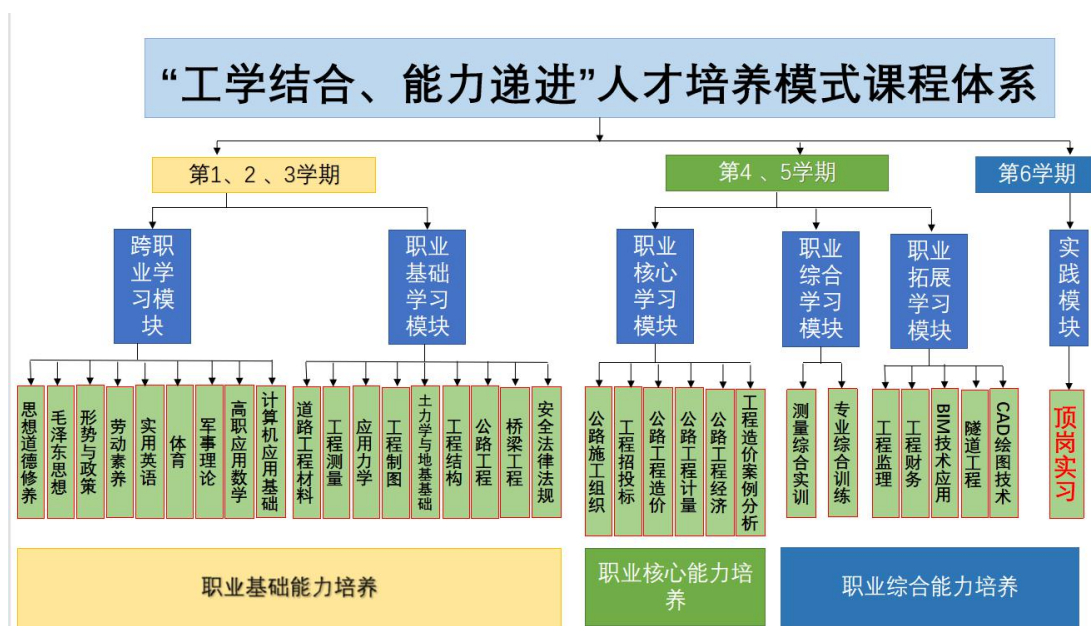 “工学结合、能力递进”人才培养模式课程体系
第1、2 、3学期
第4 、5学期
第6学期
跨职
业学
习模
块
职业
基础
学习
模块
职业
核心
学习
模块
职业
综合
学习
模块
职业
拓展
学习
模块
实
践
模
块
思想道德修养
毛泽东思想
形势与政策
劳动素养
实用英语
体育
军事理论
高职应用数学
计算机应用基础
道路工程材料
工程测量
应用力学
工程制图
土力学与地基基础
工程结构
公路工程
桥梁工程
安全法律法规
公路施工组织
工程招投标
公路工程造价
公路工程计量
公路工程经济
工程造价案例分析
测量综合实训
专业综合训练
工程监理
工程财务
BIM技术应用
隧道工程
CAD绘图技术
顶岗实习
职业基础能力培养
职业核心能力培
养
职业综合能力培养